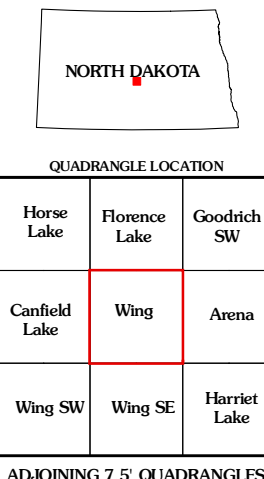 NORTH DAKOTA
QUADRANGLE LOCATION
Horse
Lake
Florence
Lake
Goodrich
SW
Canfield
Lake
Wing
Arena
Wing SW
Wing SE
Harriet
Lake
ADJOINING 7.5' QUADRANGLES